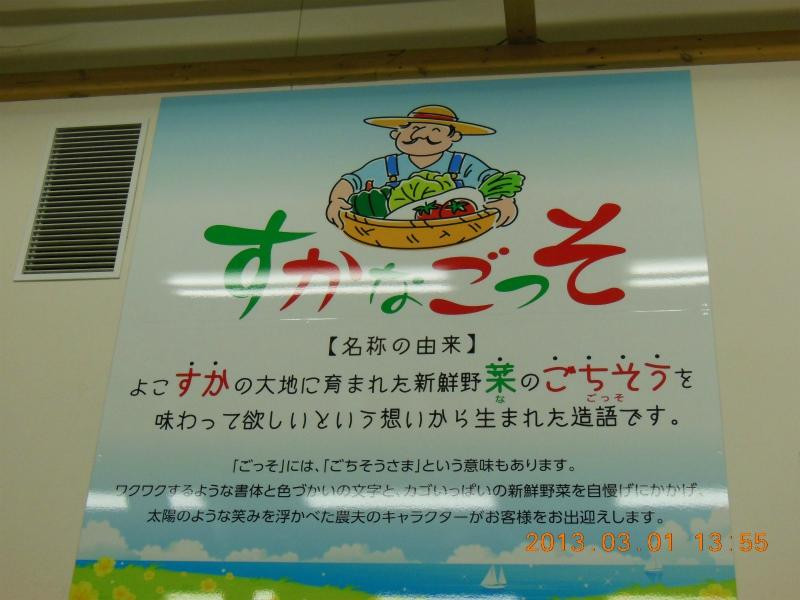 すかなごっそ
【名称の由来】
よこすかの大地に育まれた新鮮野菜のごちそうを
な ごっそ
味わって欲しいという想いから生まれた造語です。
「ごっそ」には、「ごちそうさま」という意味もあります。
ワクワクするような書体と色づかいの文字と、カゴいっぱいの新鮮野菜を自慢げにかかげ、
太陽のような笑みを浮かべた農夫のキャラクターがお客様をお出迎えします。
2013.03.01 13:55